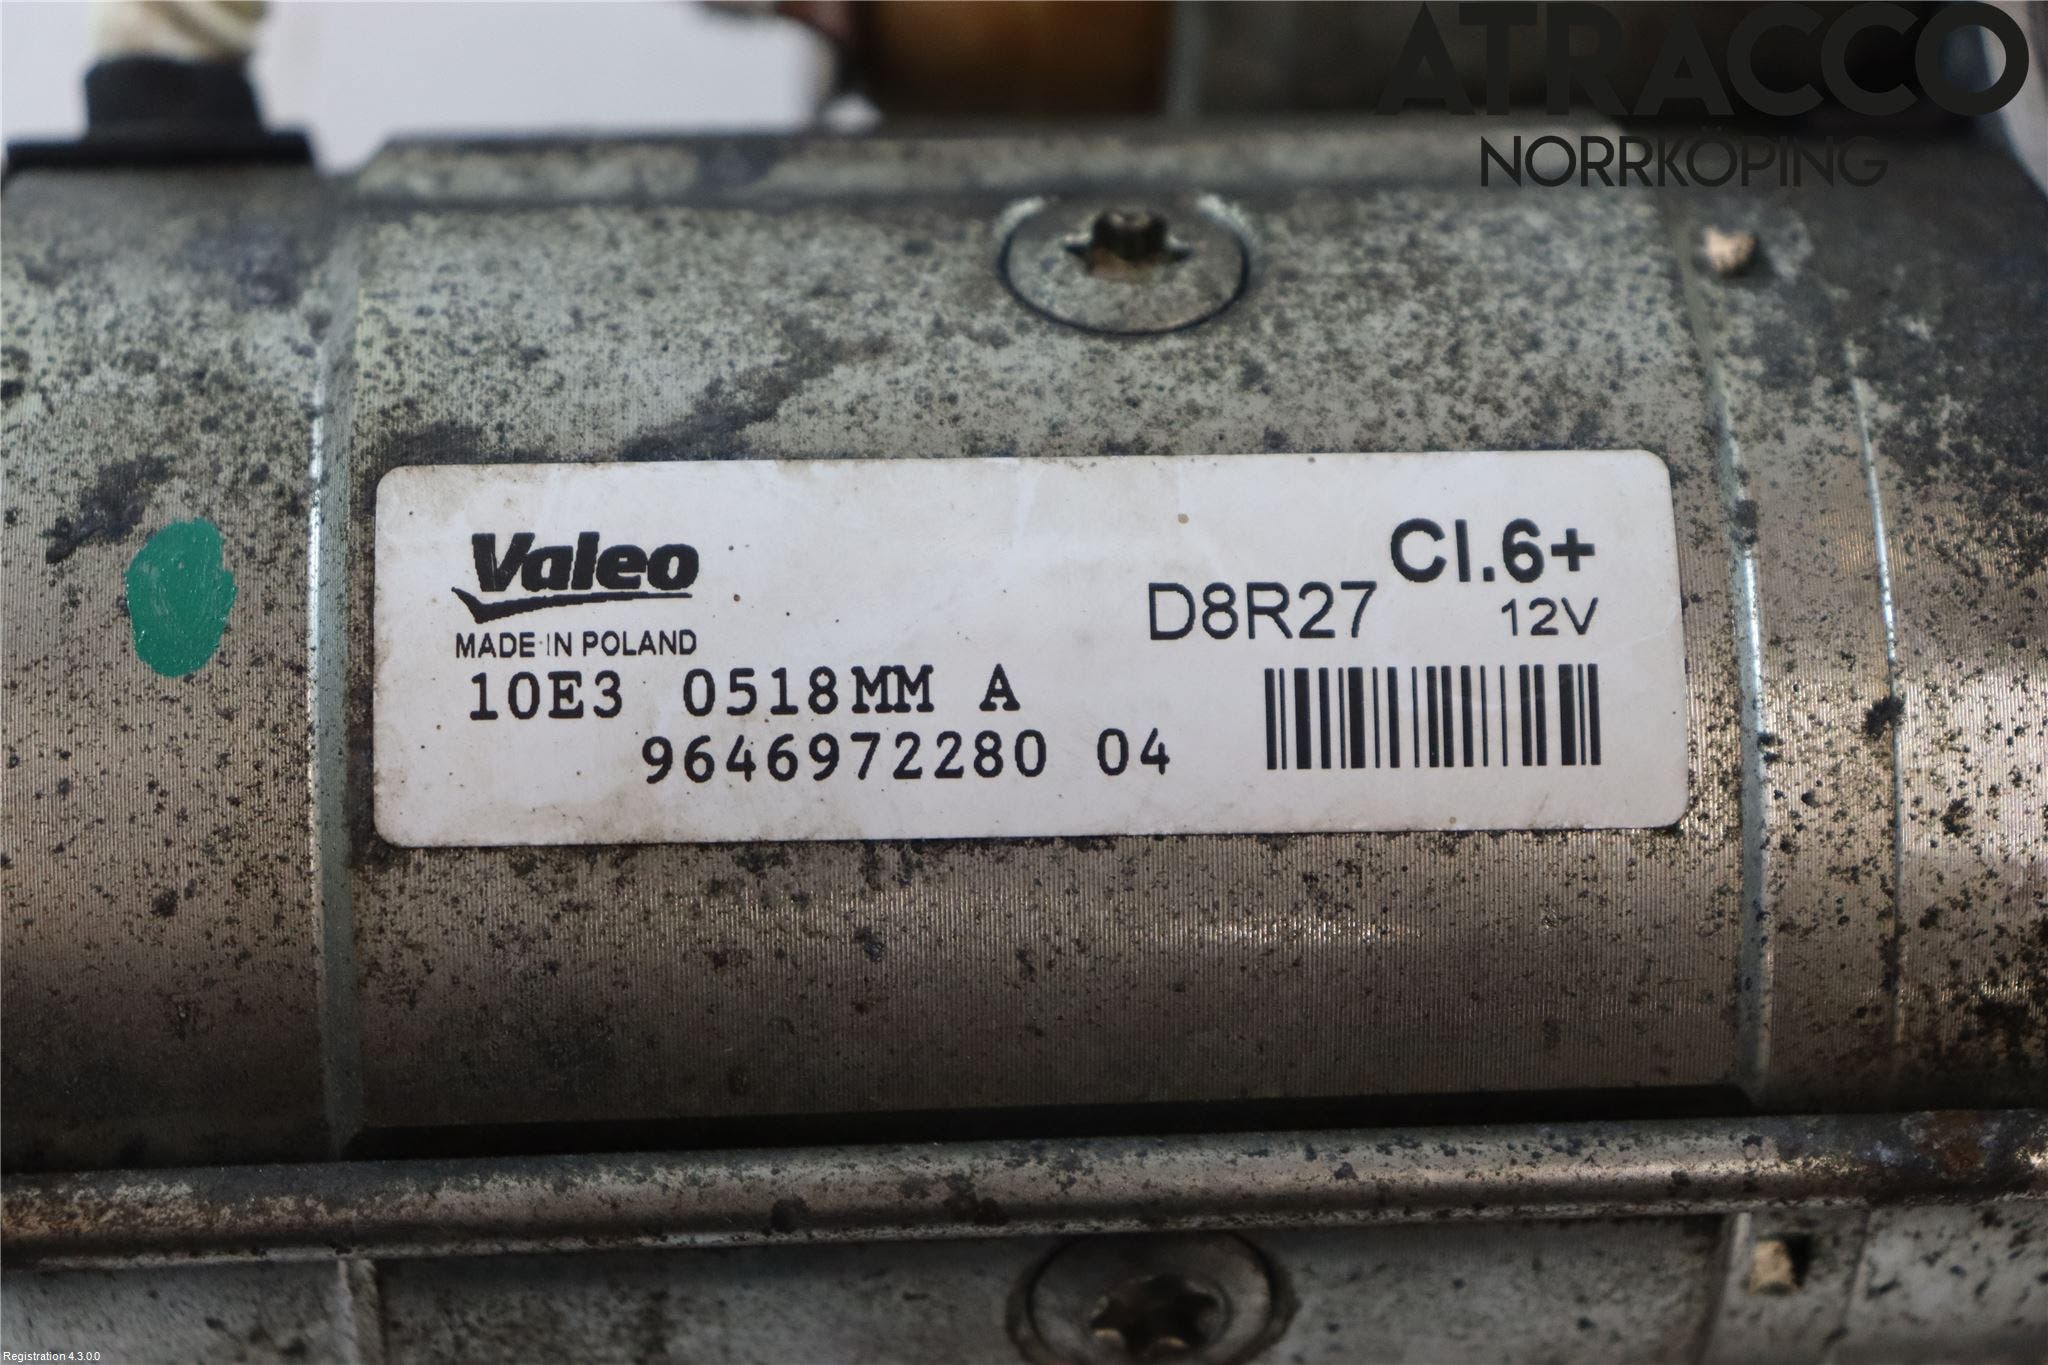 ATRACCO
NORRKÖPING
Valeo
MADE IN POLAND
D8R27
Cl.6+
12V
10E3 0518MM A
9646972280 04
Registration 4.3.0.0